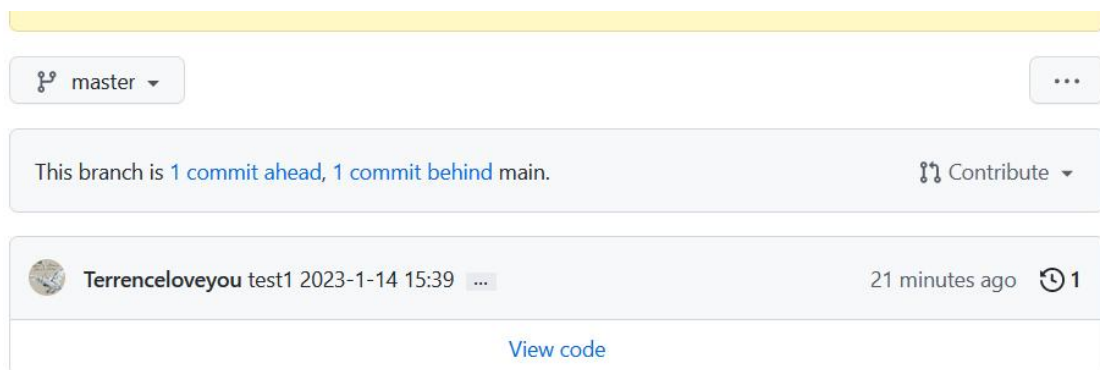 master
...
This branch is 1 commit ahead, 1 commit behind main.
Contribute
Terrenceloveyou test1 2023-1-14 15:39 ...
21 minutes ago 1
View code